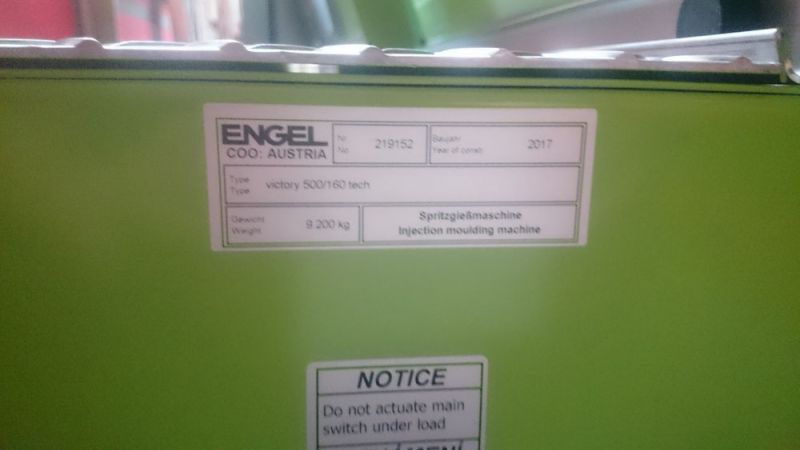 ENGEL
COO: AUSTRIA
Nr.
No.
219152
Baujahr
Year of constr.
2017
Type
Type
victory 500/160 tech
Gewicht
Weight
9.200 kg
Spritzgießmaschine
Injection moulding machine
NOTICE
Do not actuate main
switch under load